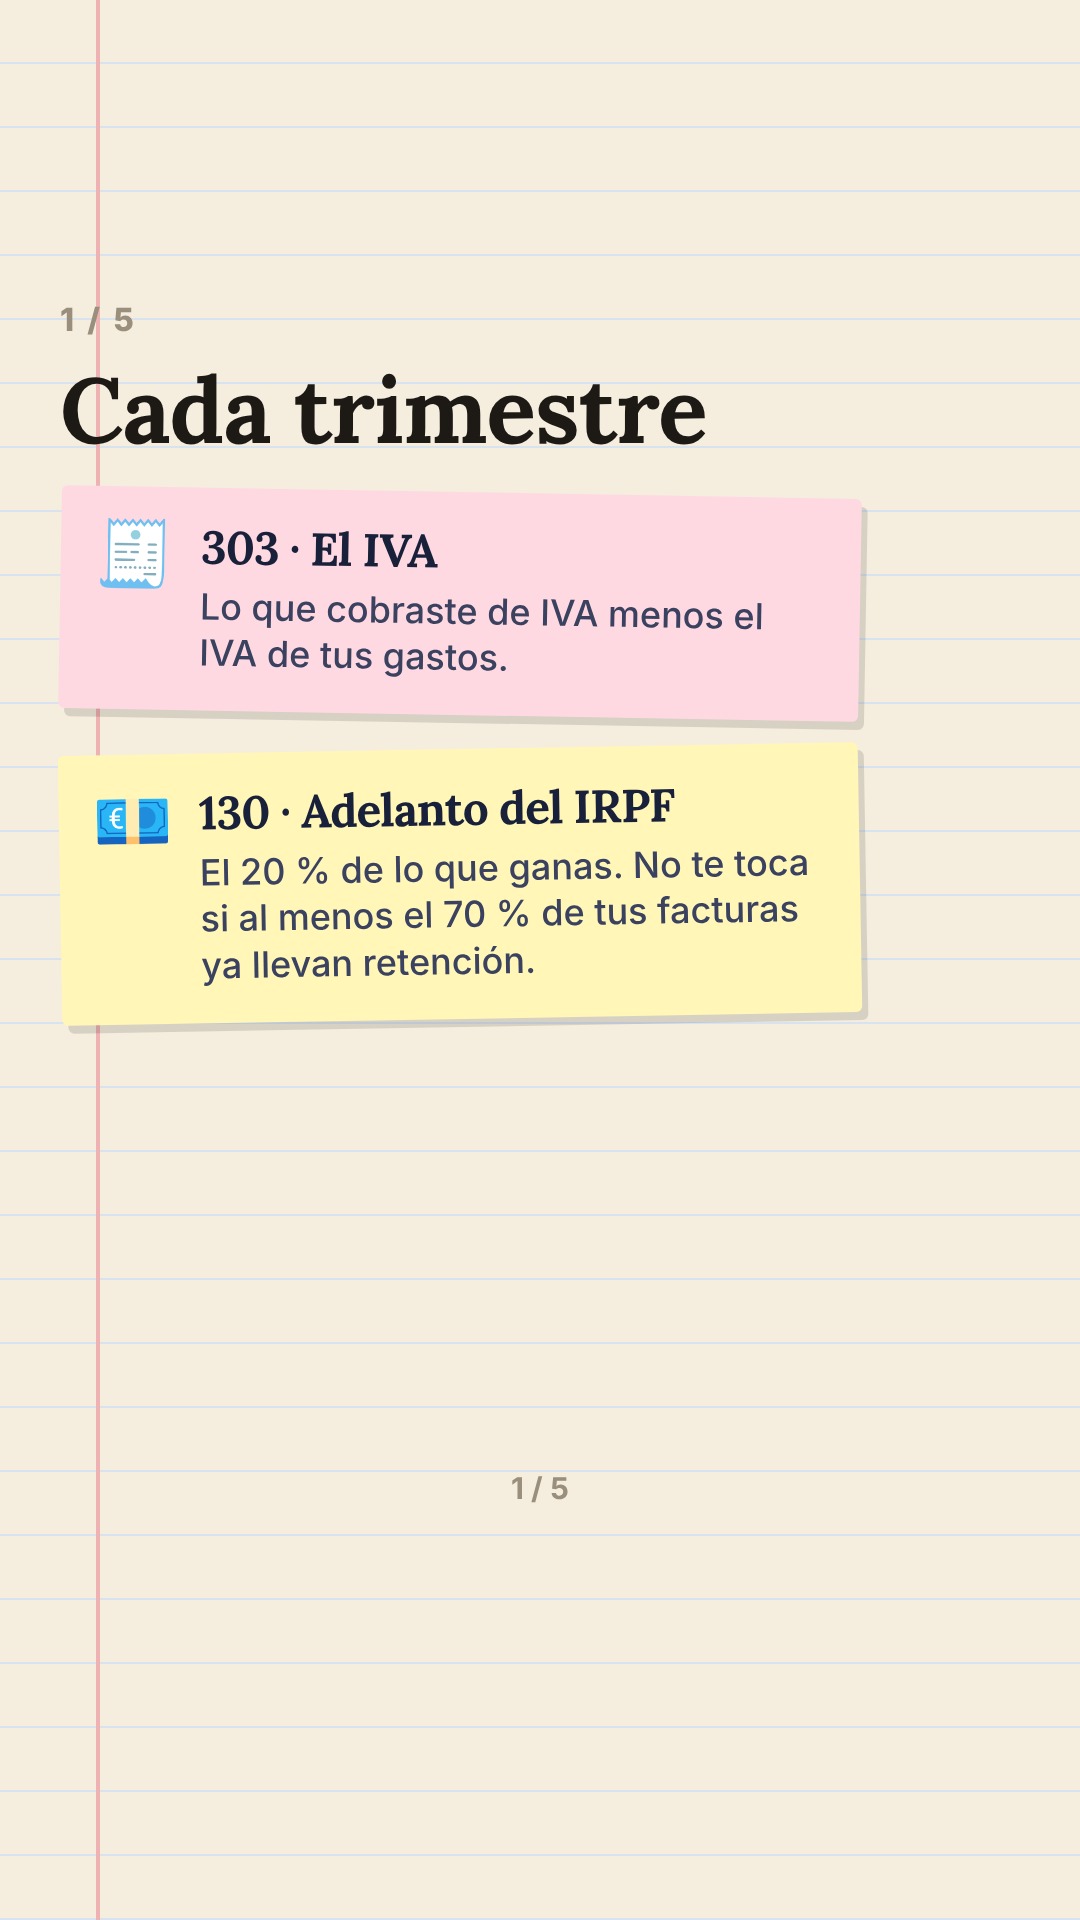 1 / 5
Cada trimestre
303 · El IVA
Lo que cobraste de IVA menos el
IVA de tus gastos.
130 · Adelanto del IRPF
El 20 % de lo que ganas. No te toca
si al menos el 70 % de tus facturas
ya llevan retención.
1 / 5